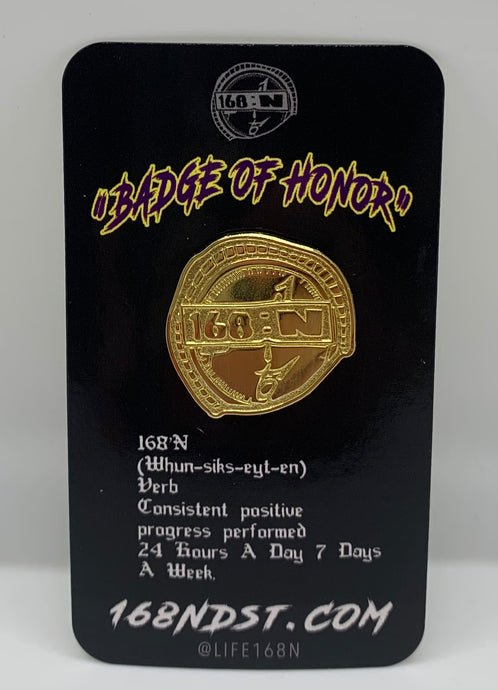 168:N
"BADGE OF HONOR"
168:N
168'N
(Whun-siks-eyt-en)
Verb
Consistent positive
progress performed
24 Hours A Day 7 Days
A Week.
168NDST.COM
@LIFE168N